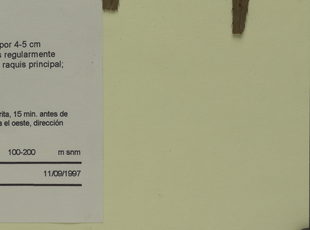 por 4-5 cm
s regularmente
raquis principal;
rita, 15 min. antes de
a el oeste, dirección
100-200 m snm
11/09/1997